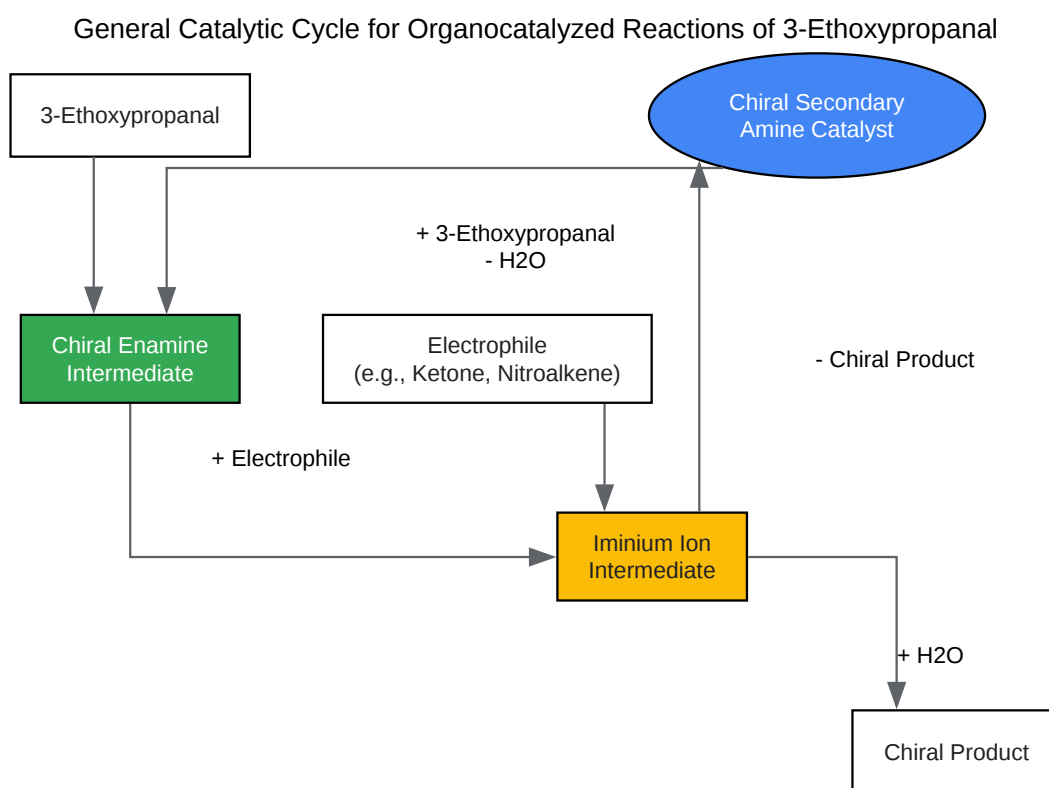 General Catalytic Cycle for Organocatalyzed Reactions of 3-Ethoxypropanal
3-Ethoxypropanal
Chiral Secondary
Amine Catalyst
+ 3-Ethoxypropanal
- H2O
Chiral Enamine
Intermediate
Electrophile
(e.g., Ketone, Nitroalkene)
- Chiral Product
+ Electrophile
Iminium Ion
Intermediate
+ H2O
Chiral Product